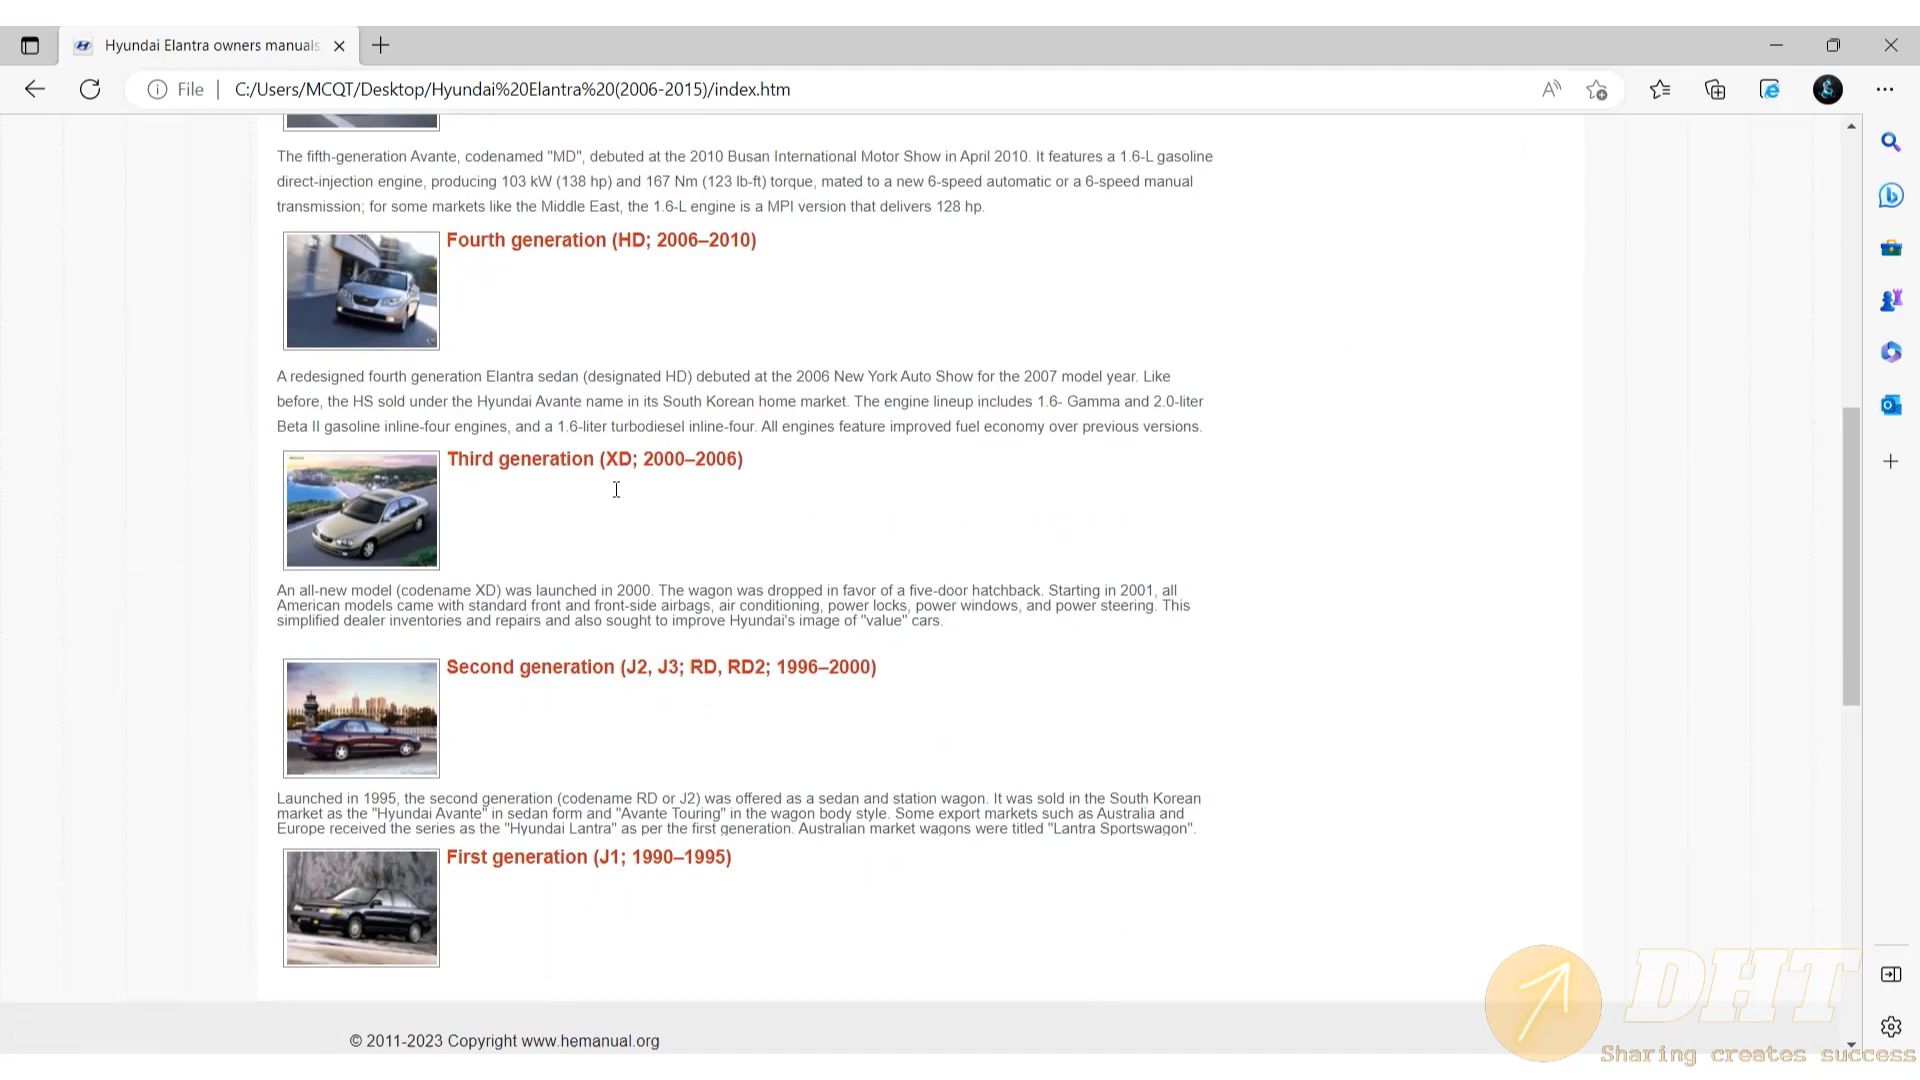 Hyundai Elantra owners manuals
File
C:/Users/MCQT/Desktop/Hyundai%20Elantra%20(2006-2015)/index.htm
The fifth-generation Avante, codenamed "MD", debuted at the 2010 Busan International Motor Show in April 2010. It features a 1.6-L gasoline
direct-injection engine, producing 103 kW (138 hp) and 167 Nm (123 lb-ft) torque, mated to a new 6-speed automatic or a 6-speed manual
transmission; for some markets like the Middle East, the 1.6-L engine is a MPI version that delivers 128 hp.
Fourth generation (HD; 2006–2010)
A redesigned fourth generation Elantra sedan (designated HD) debuted at the 2006 New York Auto Show for the 2007 model year. Like
before, the HS sold under the Hyundai Avante name in its South Korean home market. The engine lineup includes 1.6- Gamma and 2.0-liter
Beta II gasoline inline-four engines, and a 1.6-liter turbodiesel inline-four. All engines feature improved fuel economy over previous versions.
Third generation (XD; 2000–2006)
An all-new model (codename XD) was launched in 2000. The wagon was dropped in favor of a five-door hatchback. Starting in 2001, all
American models came with standard front and front-side airbags, air conditioning, power locks, power windows, and power steering. This
simplified dealer inventories and repairs and also sought to improve Hyundai's image of "value" cars.
Second generation (J2, J3; RD, RD2; 1996–2000)
Launched in 1995, the second generation (codename RD or J2) was offered as a sedan and station wagon. It was sold in the South Korean
market as the "Hyundai Avante" in sedan form and "Avante Touring" in the wagon body style. Some export markets such as Australia and
Europe received the series as the "Hyundai Lantra" as per the first generation. Australian market wagons were titled "Lantra Sportswagon".
First generation (J1; 1990–1995)
© 2011-2023 Copyright www.hemanual.org
DHT
Sharing creates success